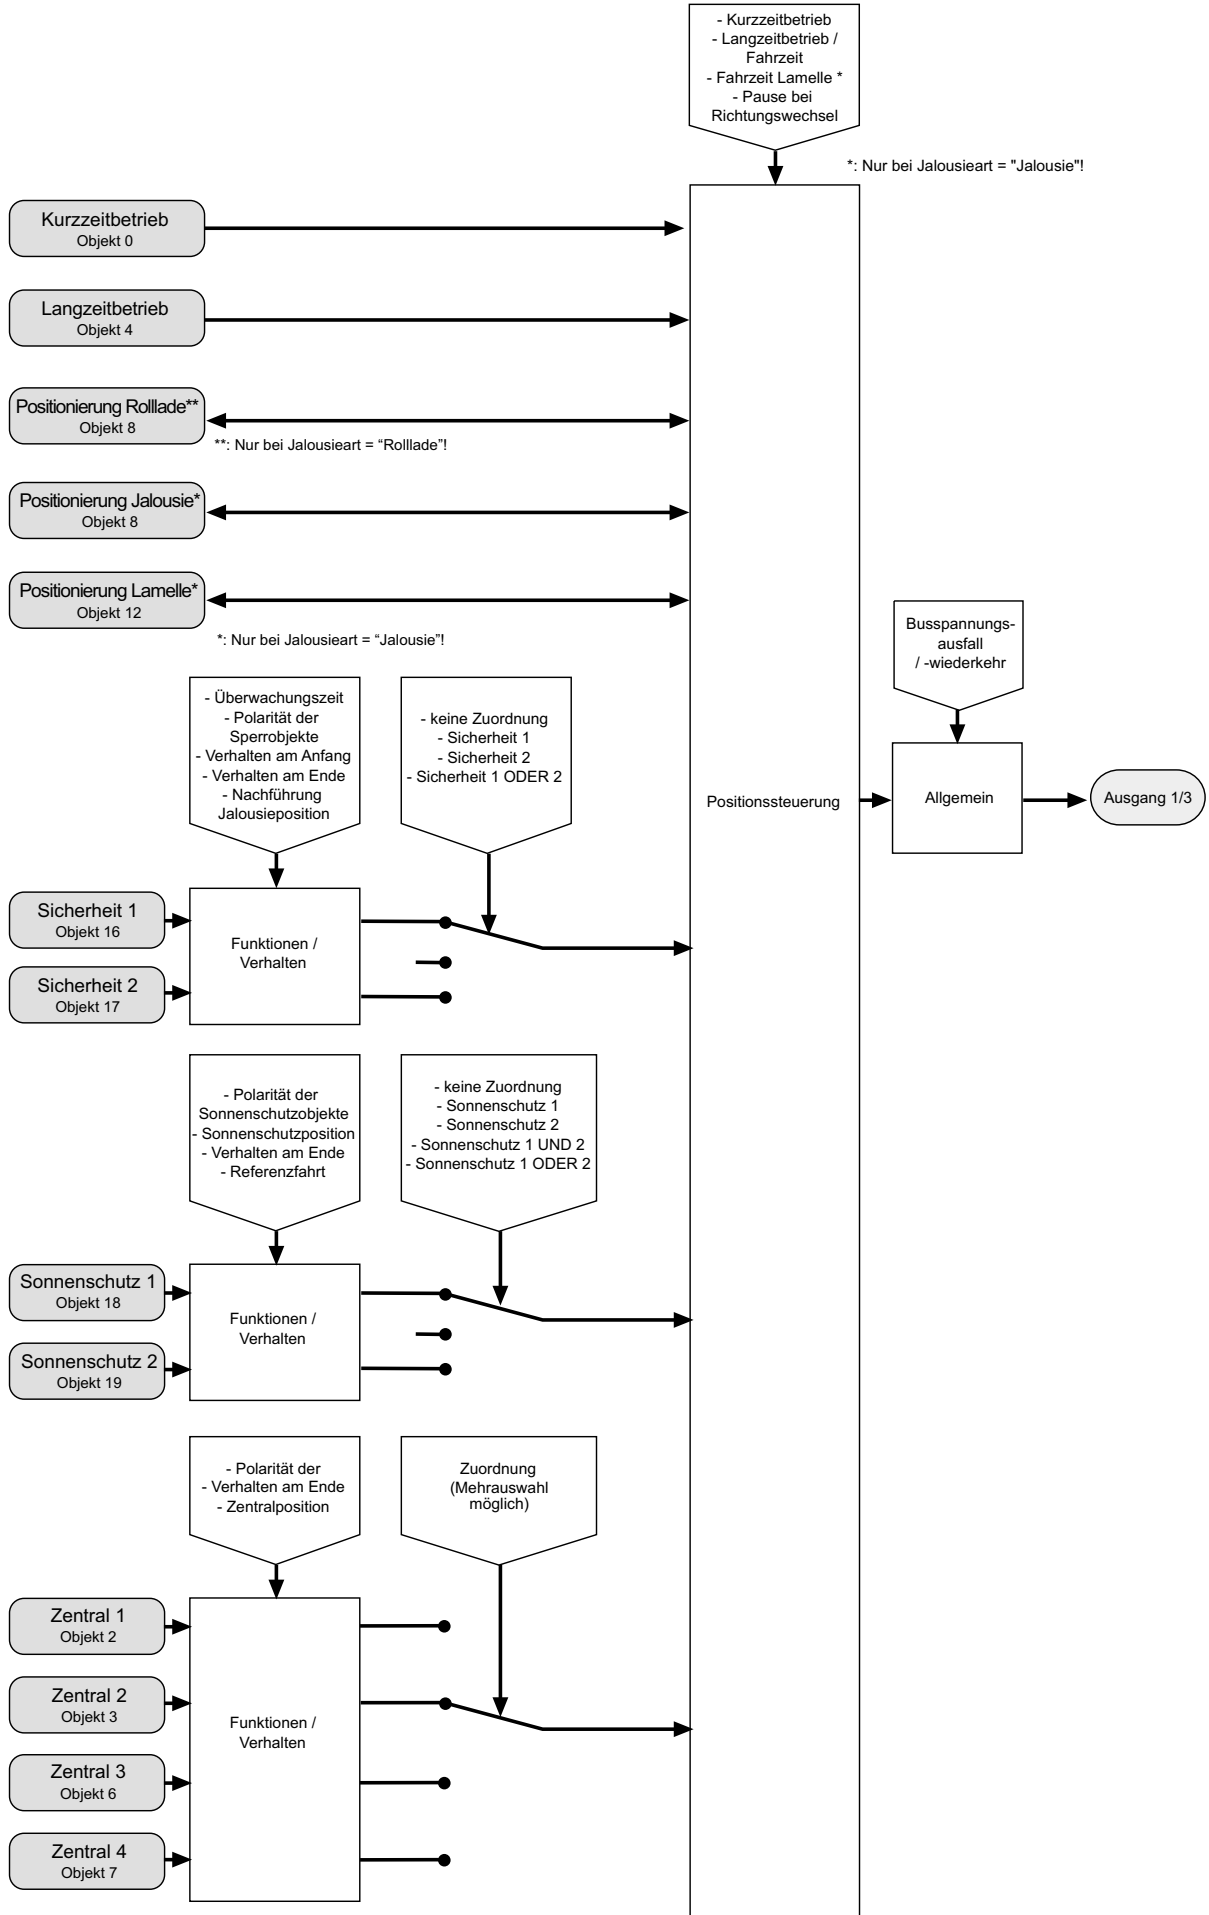 - Kurzzeitbetrieb
- Langzeitbetrieb /
Fahrzeit
- Fahrzeit Lamelle *
- Pause bei
Richtungswechsel
*: Nur bei Jalousieart = "Jalousie"!
Kurzzeitbetrieb
Objekt 0
Langzeitbetrieb
Objekt 4
Positionierung Rolllade**
Objekt 8
**: Nur bei Jalousieart = “Rolllade”!
Positionierung Jalousie*
Objekt 8
Positionierung Lamelle*
Objekt 12
*: Nur bei Jalousieart = “Jalousie”!
Busspannungs-
ausfall
/ -wiederkehr
- Überwachungszeit
- Polarität der
Sperrobjekte
- Verhalten am Anfang
- Verhalten am Ende
- Nachführung
Jalousieposition
- keine Zuordnung
- Sicherheit 1
- Sicherheit 2
- Sicherheit 1 ODER 2
Positionssteuerung
Allgemein
Ausgang 1/3
Sicherheit 1
Objekt 16
Sicherheit 2
Objekt 17
Funktionen /
Verhalten
- Polarität der
Sonnenschutzobjekte
- Sonnenschutzposition
- Verhalten am Ende
- Referenzfahrt
- keine Zuordnung
- Sonnenschutz 1
- Sonnenschutz 2
- Sonnenschutz 1 UND 2
- Sonnenschutz 1 ODER 2
Sonnenschutz 1
Objekt 18
Sonnenschutz 2
Objekt 19
Funktionen /
Verhalten
- Polarität der
- Verhalten am Ende
- Zentralposition
Zuordnung
(Mehrauswahl
möglich)
Zentral 1
Objekt 2
Zentral 2
Objekt 3
Zentral 3
Objekt 6
Zentral 4
Objekt 7
Funktionen /
Verhalten